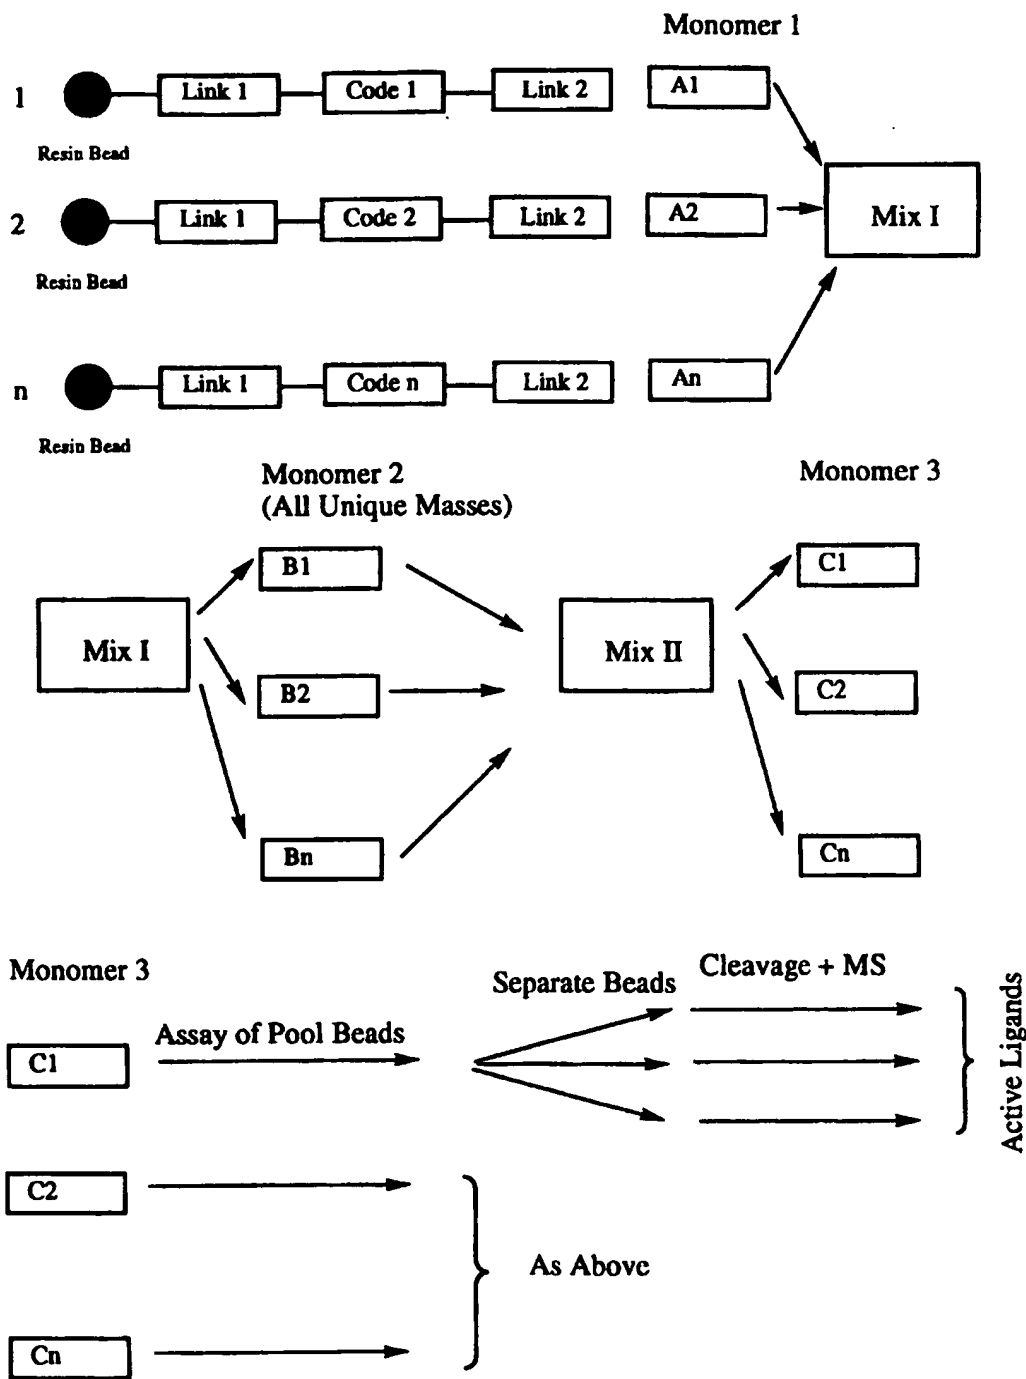 Monomer 1
1
Link 1
Code 1
Link 2
A1
Resin Bead
2
Link 1
Code 2
Link 2
A2
Mix I
Resin Bead
n
Link 1
Code n
Link 2
An
Resin Bead
Monomer 2
(All Unique Masses)
Monomer 3
B1
C1
Mix I
Mix II
B2
C2
Bn
Cn
Monomer 3
Separate Beads
Cleavage + MS
Assay of Pool Beads
C1
Active Ligands
C2
As Above
Cn